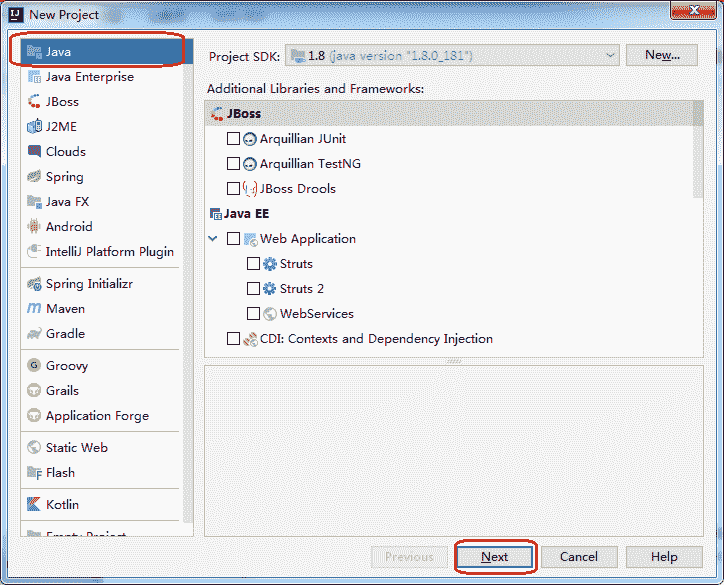 New Project
Java
Java Enterprise
JBoss
J2ME
Clouds
Spring
Java FX
Android
IntelliJ Platform Plugin
Spring Initializr
Maven
Gradle
Groovy
Grails
Application Forge
Static Web
Flash
Kotlin
Empty Project
Project SDK: 1.8 (java version "1.8.0_181") New...
Additional Libraries and Frameworks:
JBoss
Arquillian JUnit
Arquillian TestNG
JBoss Drools
Java EE
Web Application
Struts
Struts 2
WebServices
CDI: Contexts and Dependency Injection
Previous Next Cancel Help